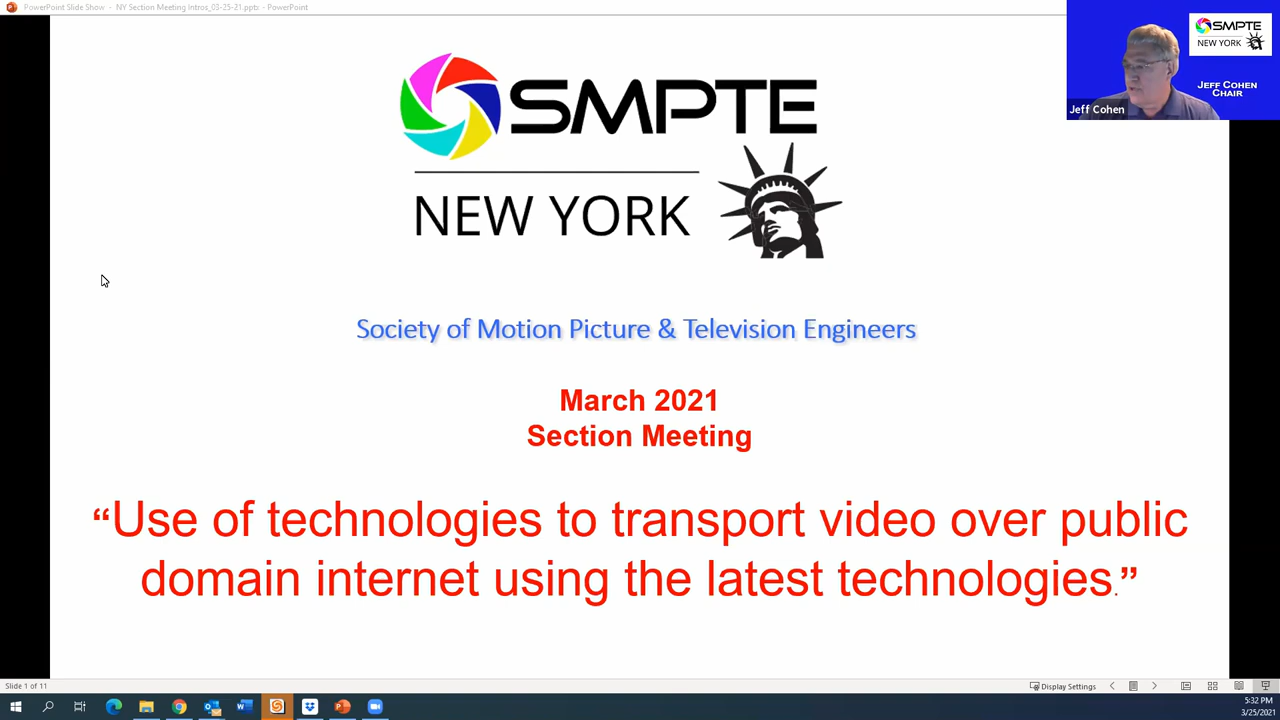 PowerPoint Slide Show - NY Section Meeting Intros_03-25-21.pptx - PowerPoint
SMPTE
NEW YORK
JEFF COHEN
CHAIR
Jeff Cohen
SMPTE
NEW YORK
Society of Motion Picture & Television Engineers
March 2021
Section Meeting
“Use of technologies to transport video over public
domain internet using the latest technologies.”
Slide 1 of 11
Display Settings
5:32 PM
3/25/2021